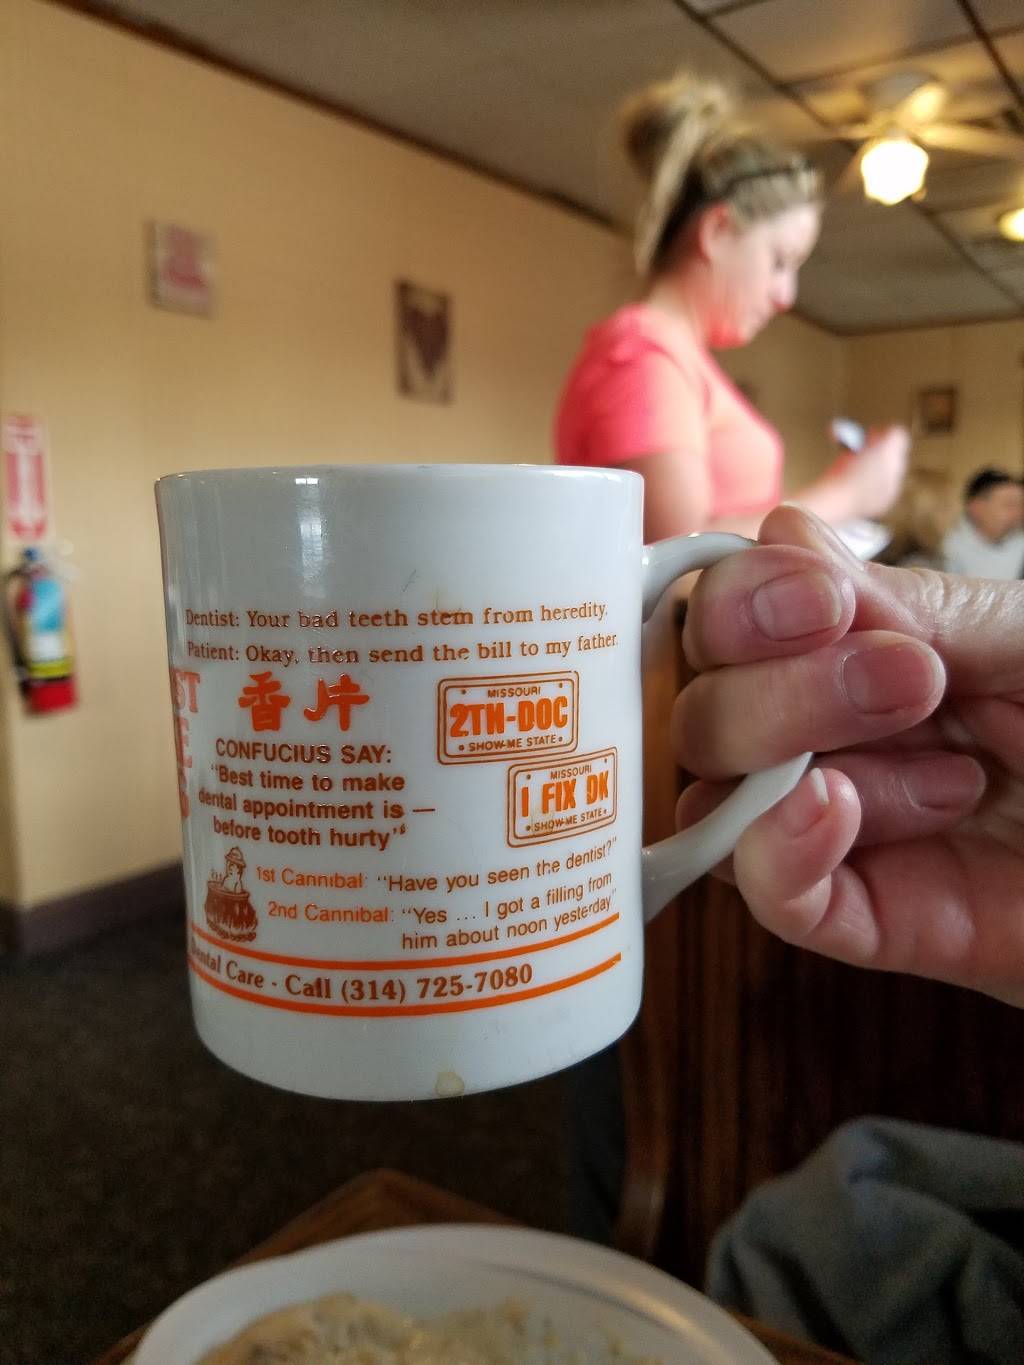 Dentist: Your bad teeth stem from heredity.
Patient: Okay, then send the bill to my father.
ST
E
S
香片
CONFUCIUS SAY:
"Best time to make
dental appointment is —
before tooth hurty"
MISSOURI
2TH-DOC
• SHOW-ME STATE •
MISSOURI
I FIX DK
• SHOW-ME STATE •
1st Cannibal: "Have you seen the dentist?"
2nd Cannibal: "Yes ... I got a filling from
him about noon yesterday"
Dental Care - Call (314) 725-7080